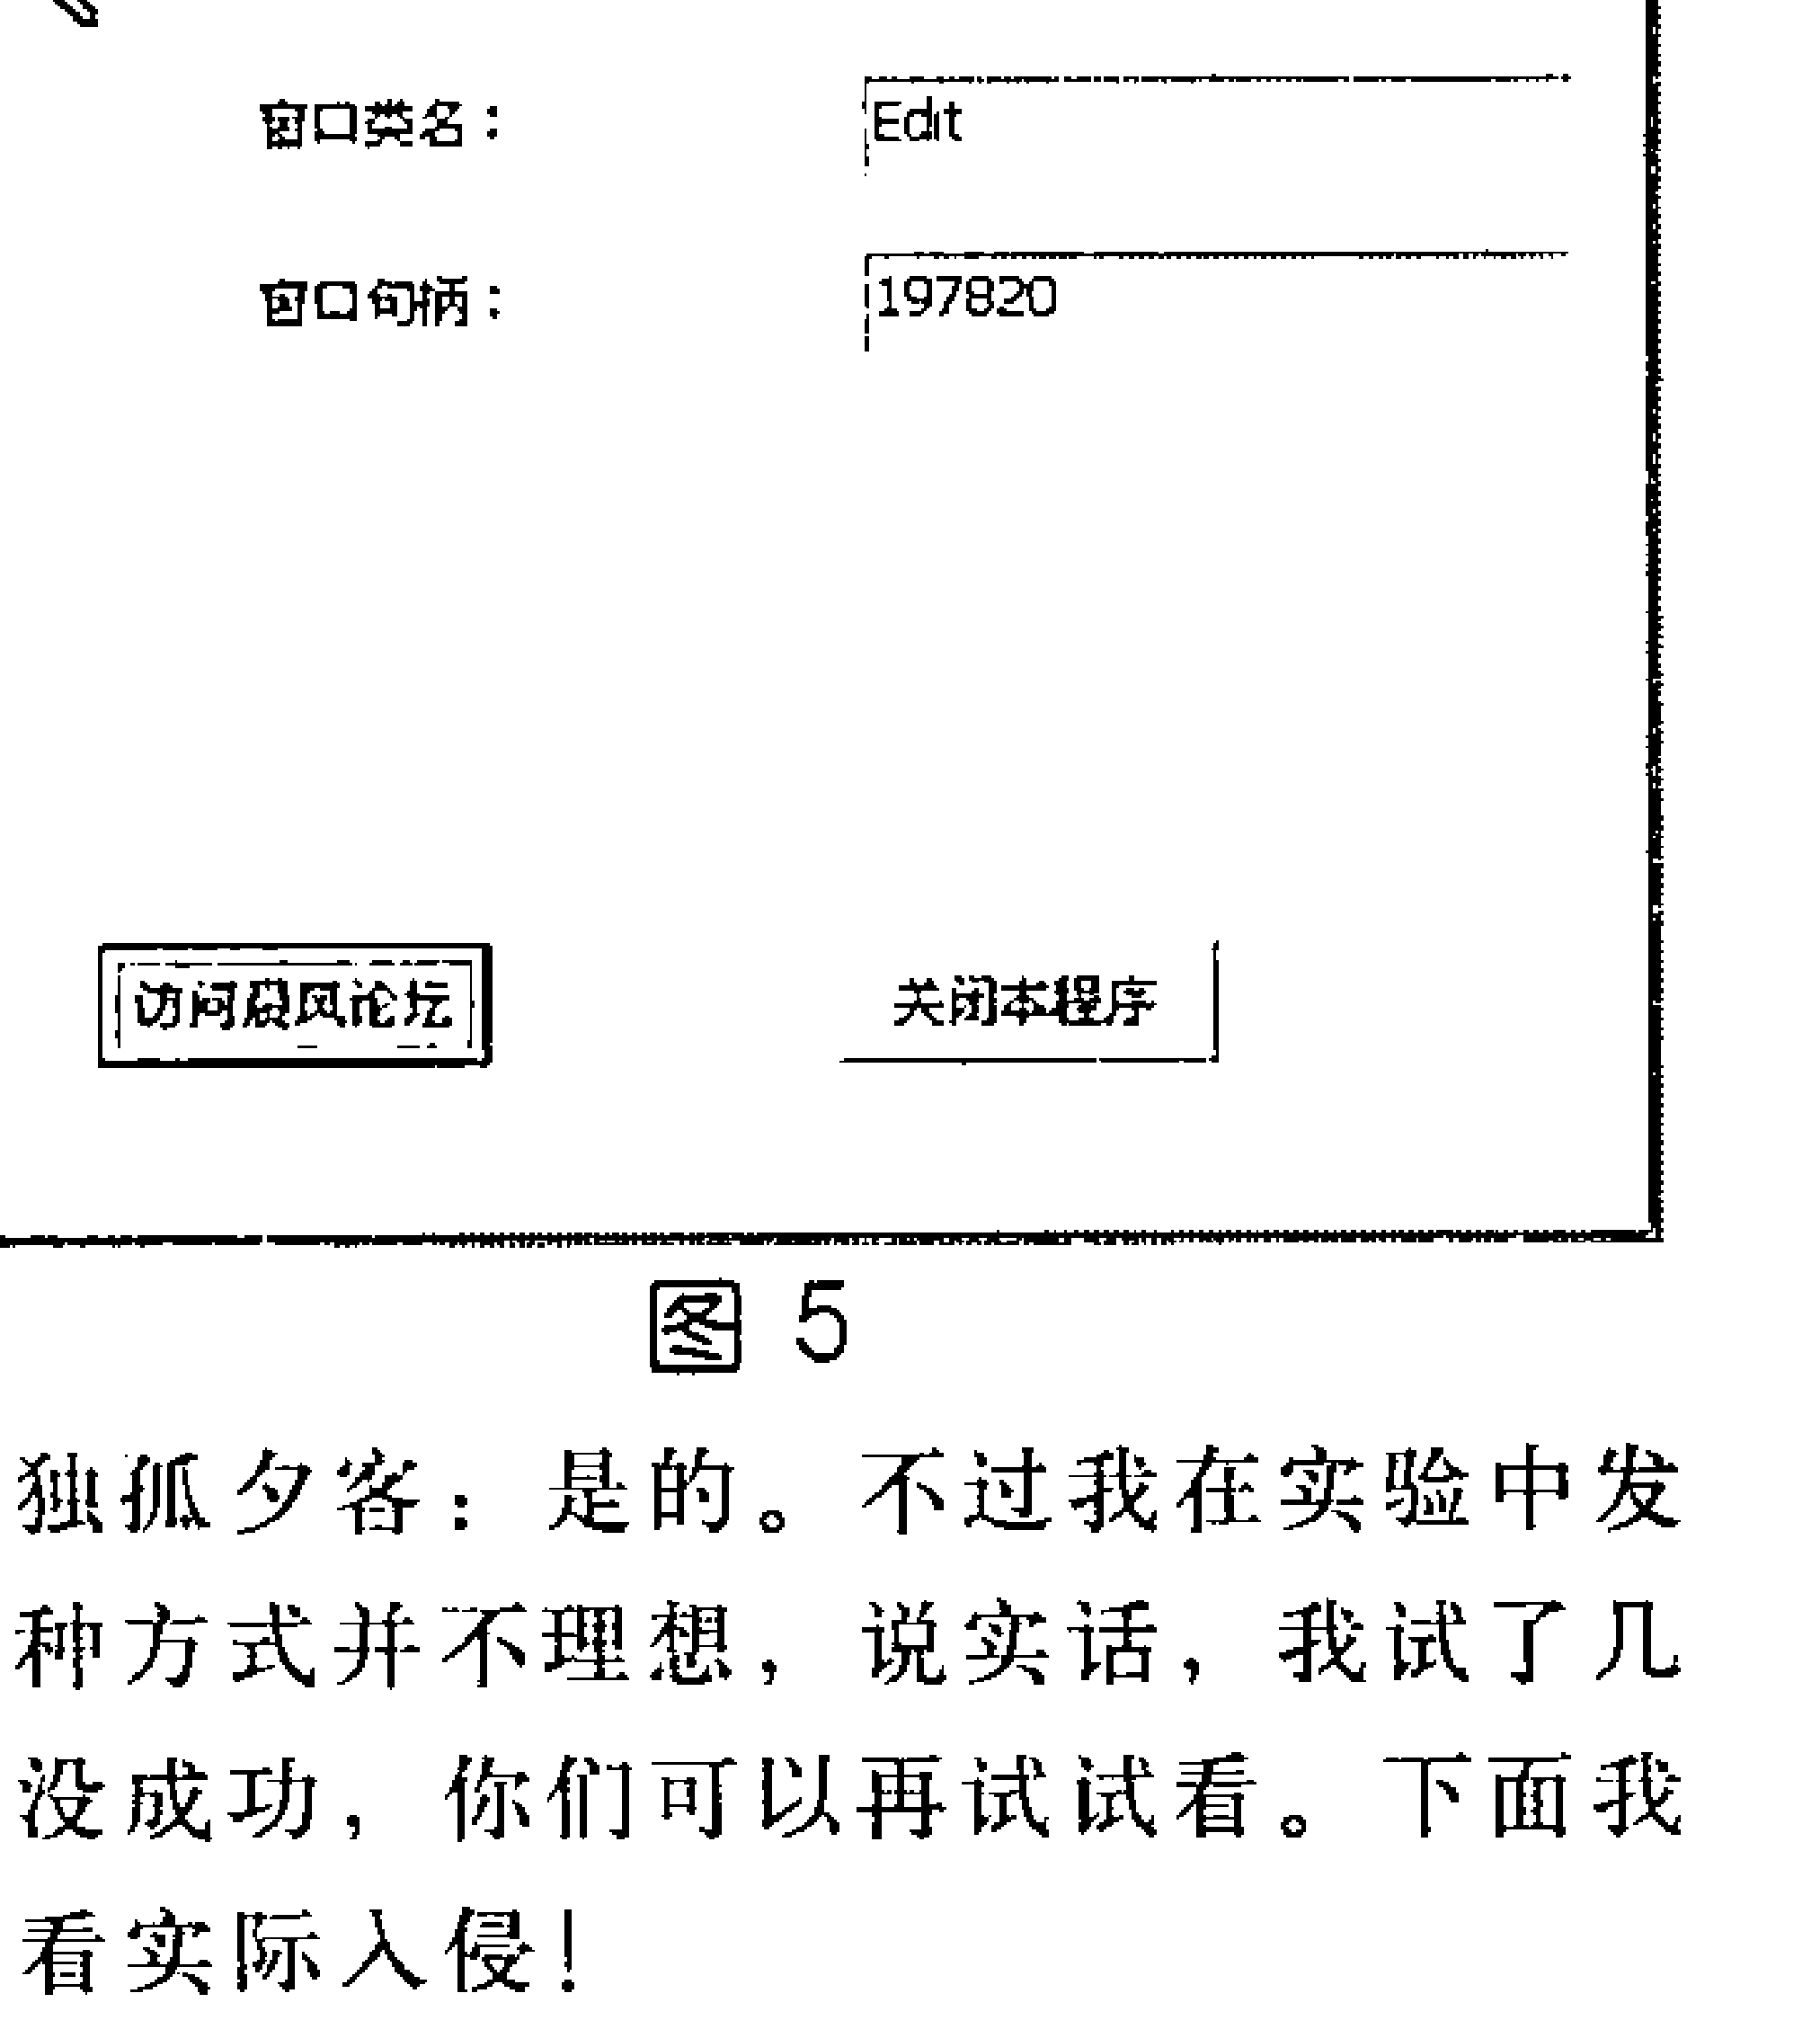 窗口类名：
Edit
窗口句柄：
197820
访问晨风论坛
关闭本程序
图 5
独孤夕客：是的。不过我在实验中发
种方式并不理想，说实话，我试了几
没成功，你们可以再试试看。下面我
看实际入侵！